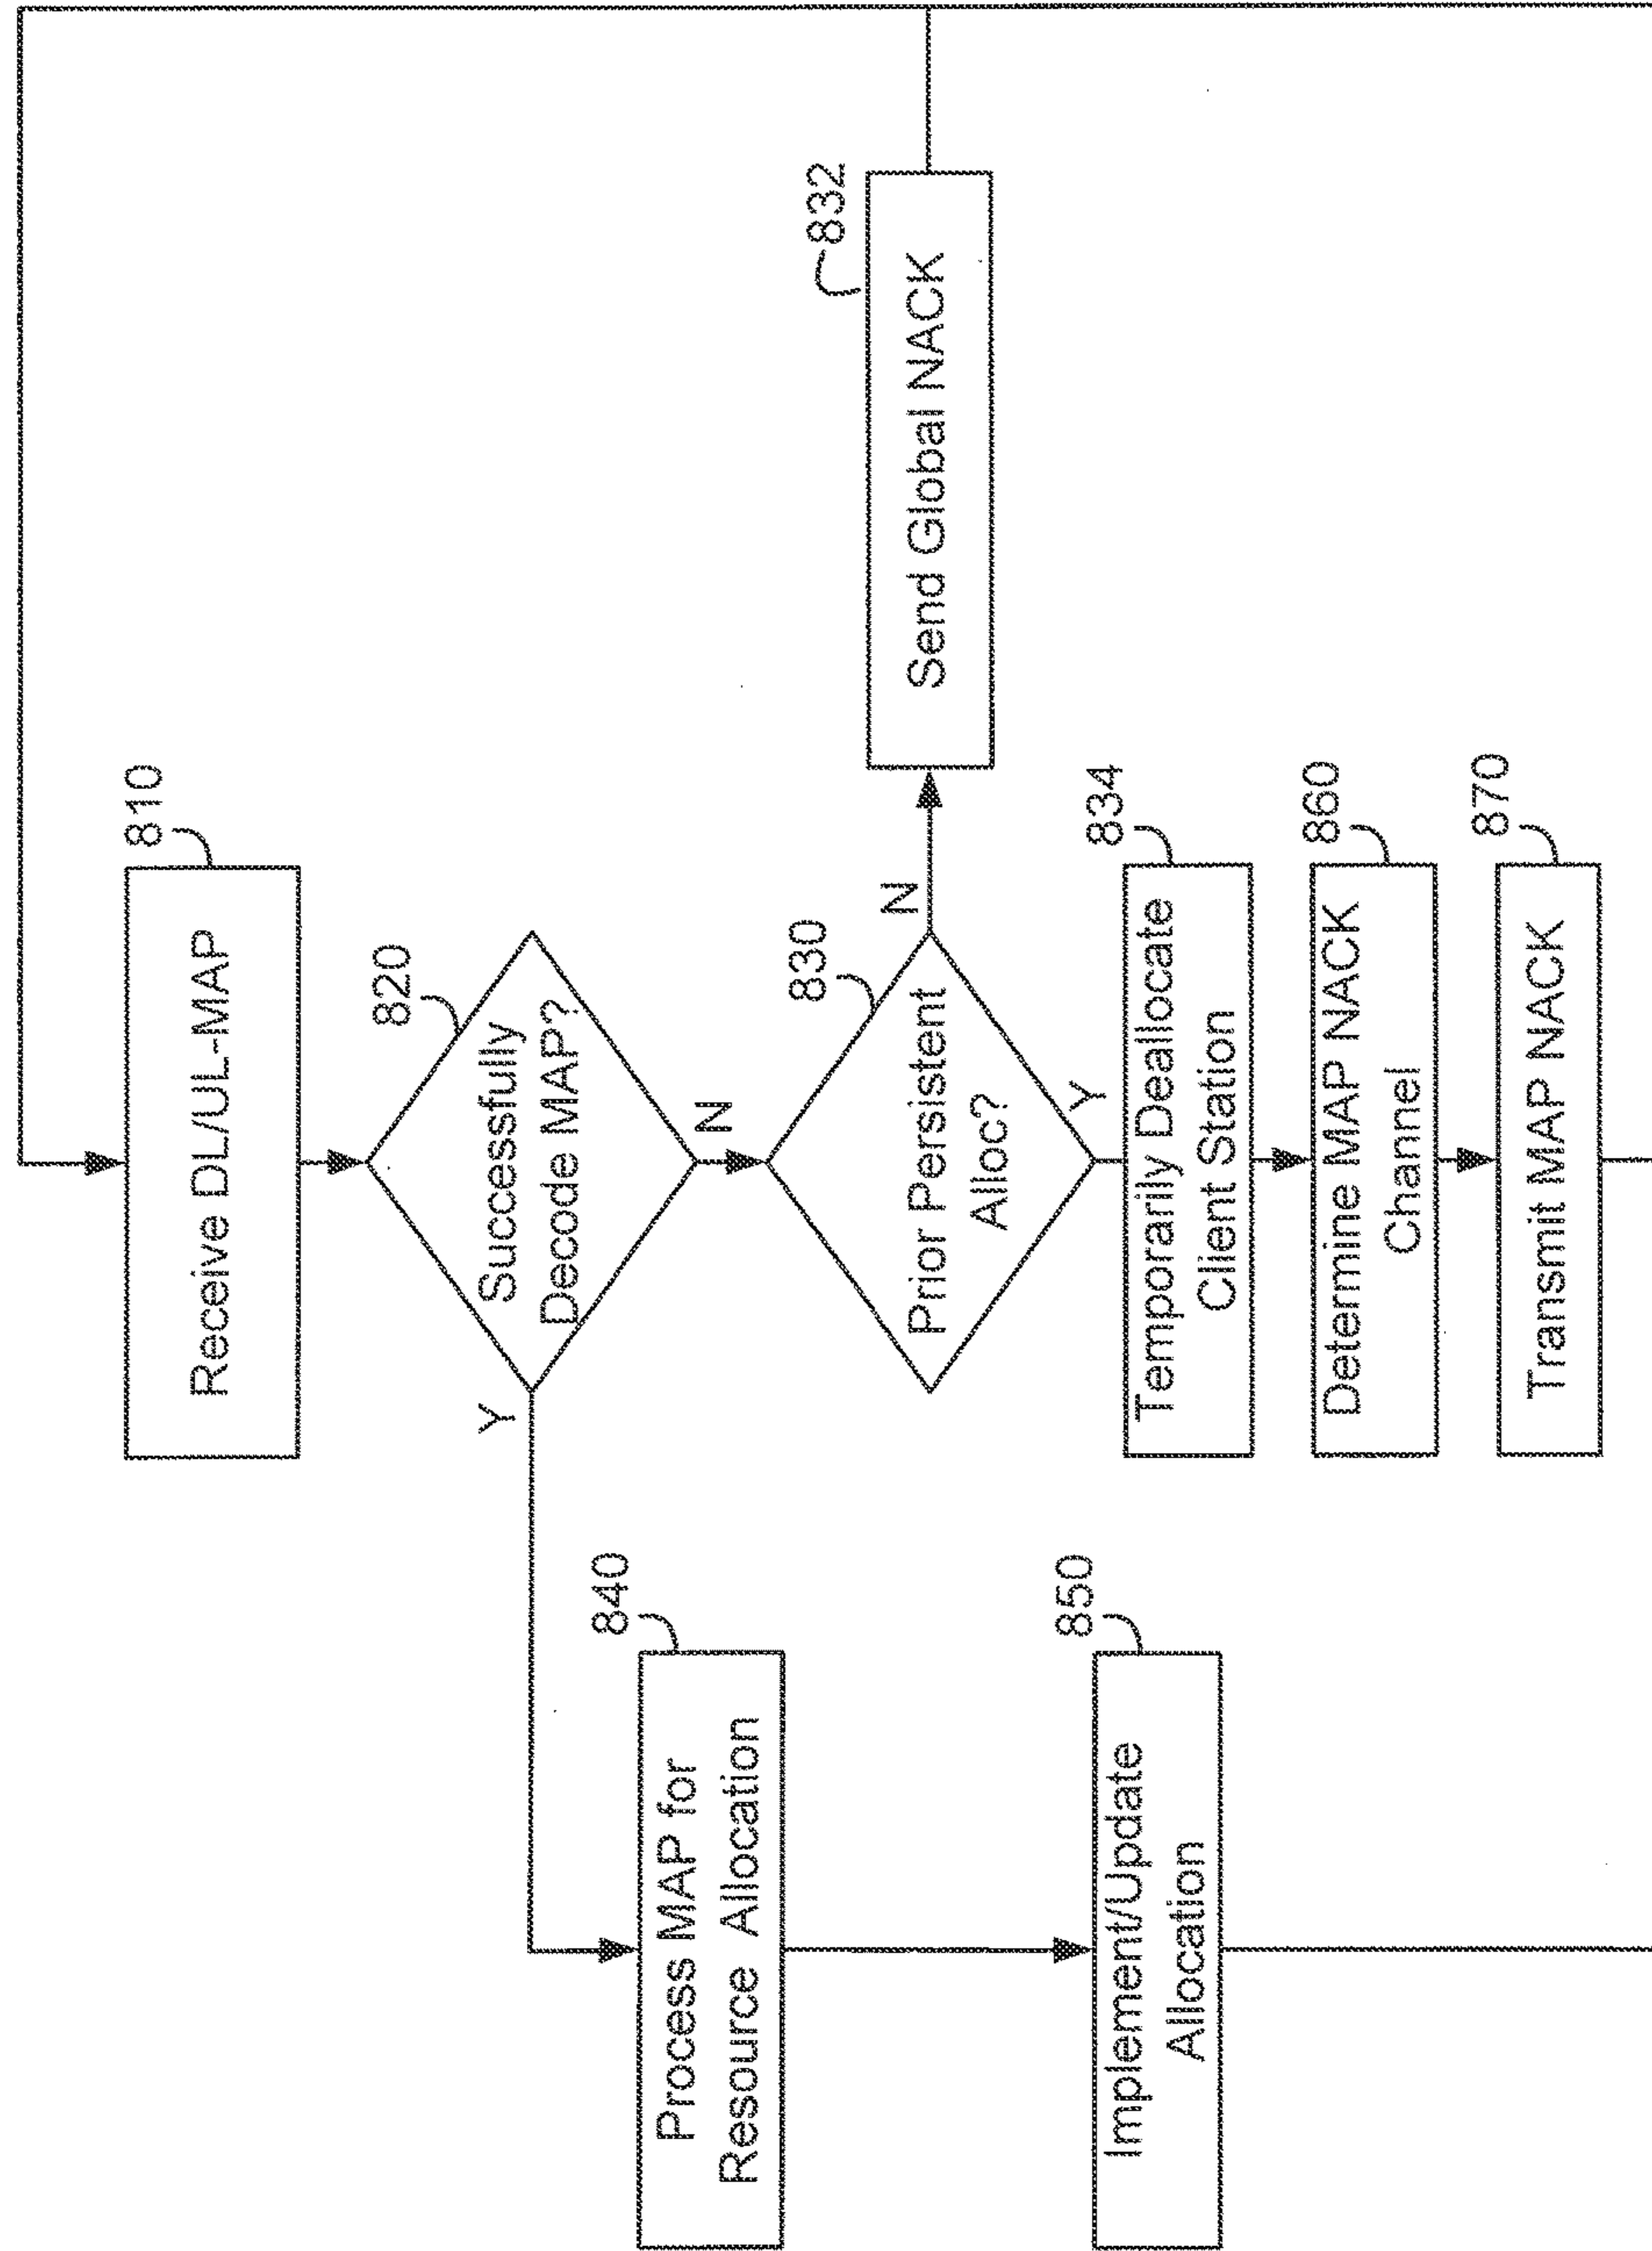 810
Receive DL/UL-MAP
820
Successfully
Decode MAP?
Y
N
840
Process MAP for
Resource Allocation
830
Prior Persistent
Alloc?
N
Y
832
Send Global NACK
850
Implement/Update
Allocation
834
Temporarily Deallocate
Client Station
860
Determine MAP NACK
Channel
870
Transmit MAP NACK